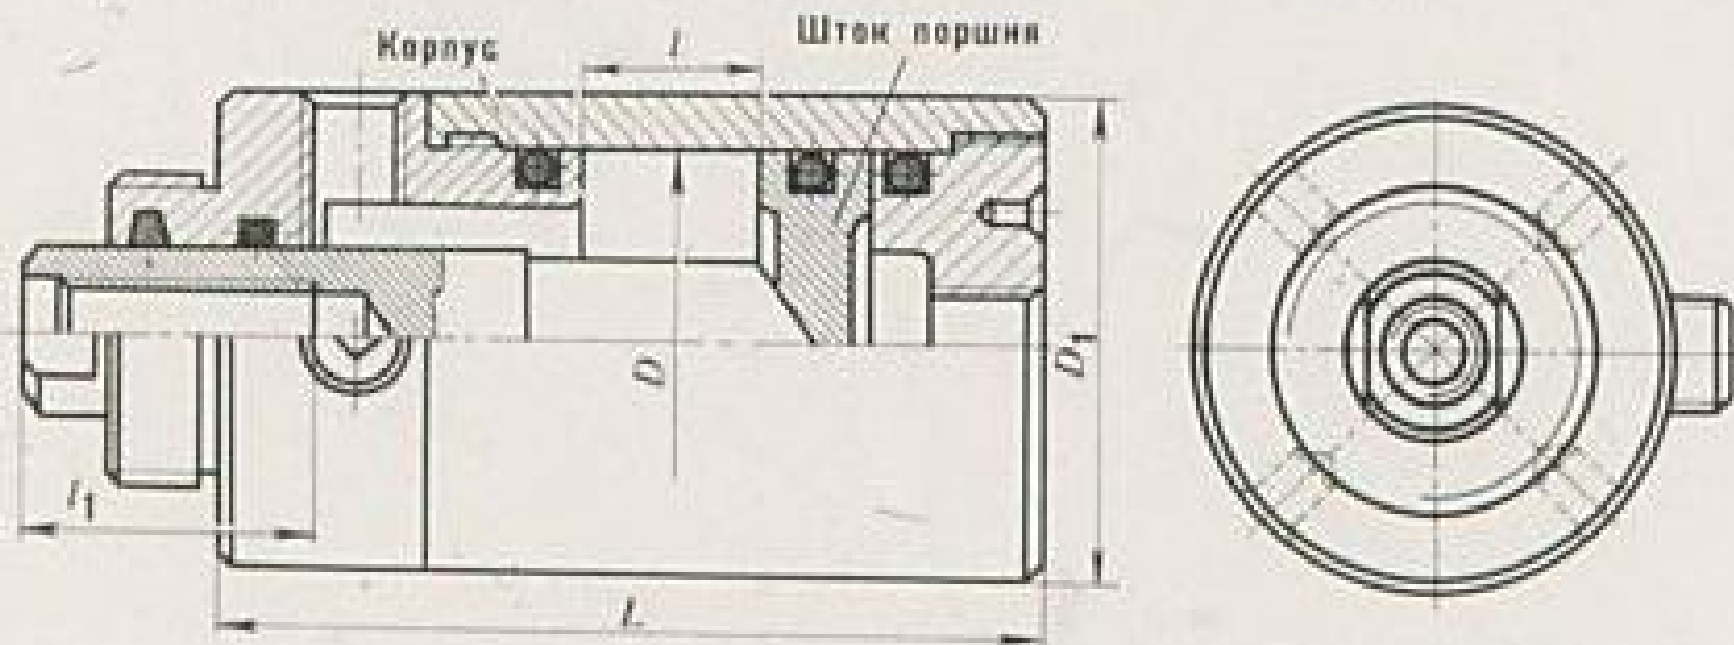 Корпус
l
Шток поршня
D
D₁
l₁
L